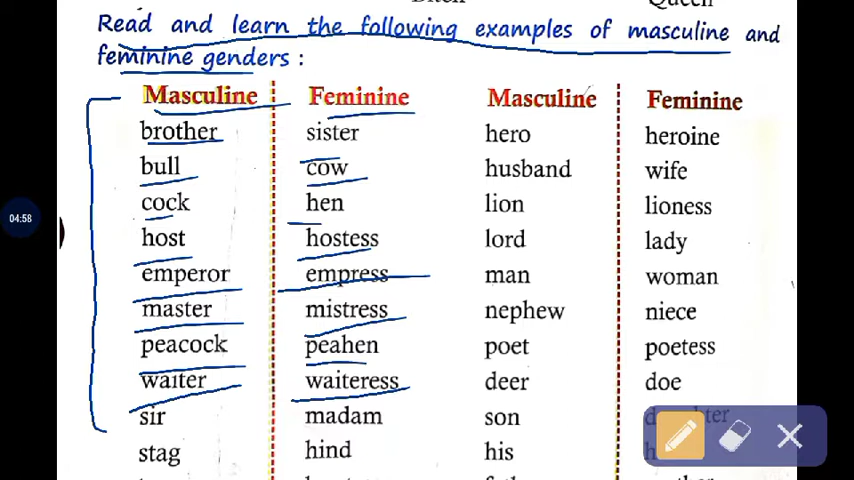 Read and learn the following examples of masculine and
feminine genders :
Masculine Feminine Masculine Feminine
brother sister hero heroine
bull cow husband wife
cock hen lion lioness
host hostess lord lady
emperor empress man woman
master mistress nephew niece
peacock peahen poet poetess
waiter waiteress deer doe
sir madam son
stag hind his
04:58